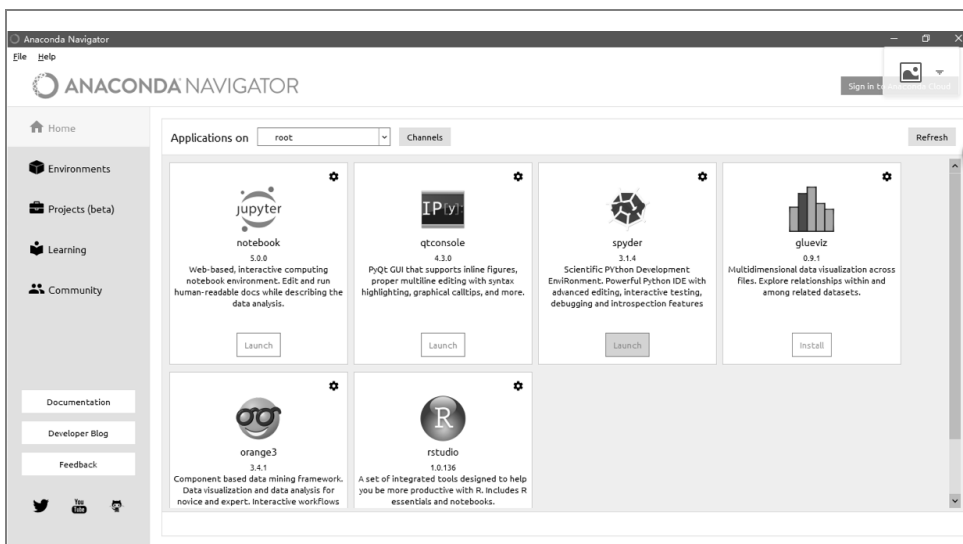 Anaconda Navigator
File Help
ANACONDA NAVIGATOR
Sign in to Anaconda Cloud
Home
Environments
Projects (beta)
Learning
Community
Documentation
Developer Blog
Feedback
You
Tube
Applications on root Channels Refresh
jupyter
notebook
5.0.0
Web-based, interactive computing
notebook environment. Edit and run
human-readable docs while describing the
data analysis.
Launch
IP[y]:
qtconsole
4.3.0
PyQt GUI that supports inline figures,
proper multiline editing with syntax
highlighting, graphical calltips, and more.
Launch
spyder
3.1.4
Scientific PYthon Development
EnviRonment. Powerful Python IDE with
advanced editing, interactive testing,
debugging and introspection features
Launch
glueviz
0.9.1
Multidimensional data visualization across
files. Explore relationships within and
among related datasets.
Install
orange3
3.4.1
Component based data mining framework.
Data visualization and data analysis for
novice and expert. Interactive workflows
R
rstudio
1.0.136
A set of integrated tools designed to help
you be more productive with R. Includes R
essentials and notebooks.